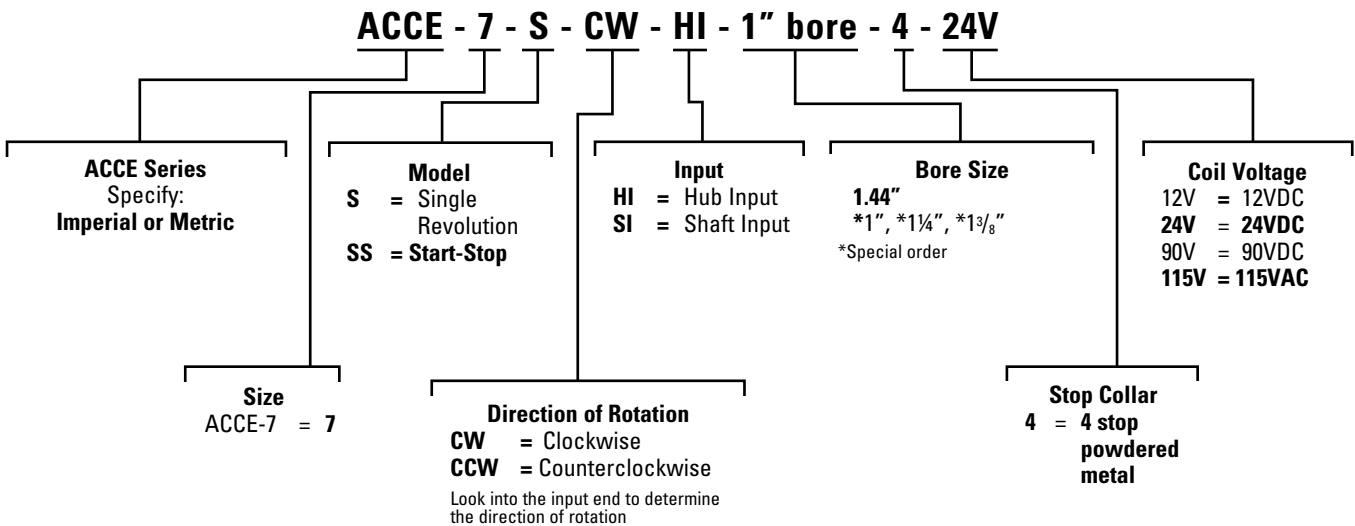 ACCE - 7 - S - CW - HI - 1” bore - 4 - 24V
ACCE Series
Specify:
Imperial or Metric
Model
S = Single
Revolution
SS = Start-Stop
Input
HI = Hub Input
SI = Shaft Input
Bore Size
1.44”
*1”, *1¼”, *1³/₈”
*Special order
Coil Voltage
12V = 12VDC
24V = 24VDC
90V = 90VDC
115V = 115VAC
Size
ACCE-7 = 7
Direction of Rotation
CW = Clockwise
CCW = Counterclockwise
Look into the input end to determine
the direction of rotation
Stop Collar
4 = 4 stop
powdered
metal